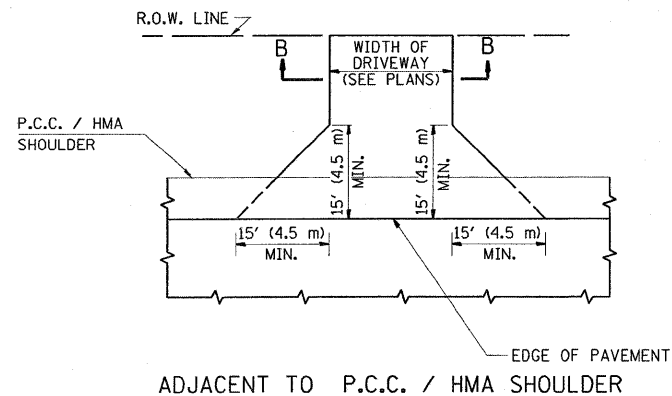 R.O.W. LINE
B
WIDTH OF
DRIVEWAY
(SEE PLANS)
B
P.C.C. / HMA
SHOULDER
15' (4.5 m)
MIN.
15' (4.5 m)
MIN.
15' (4.5 m)
MIN.
15' (4.5 m)
MIN.
EDGE OF PAVEMENT
ADJACENT TO P.C.C. / HMA SHOULDER